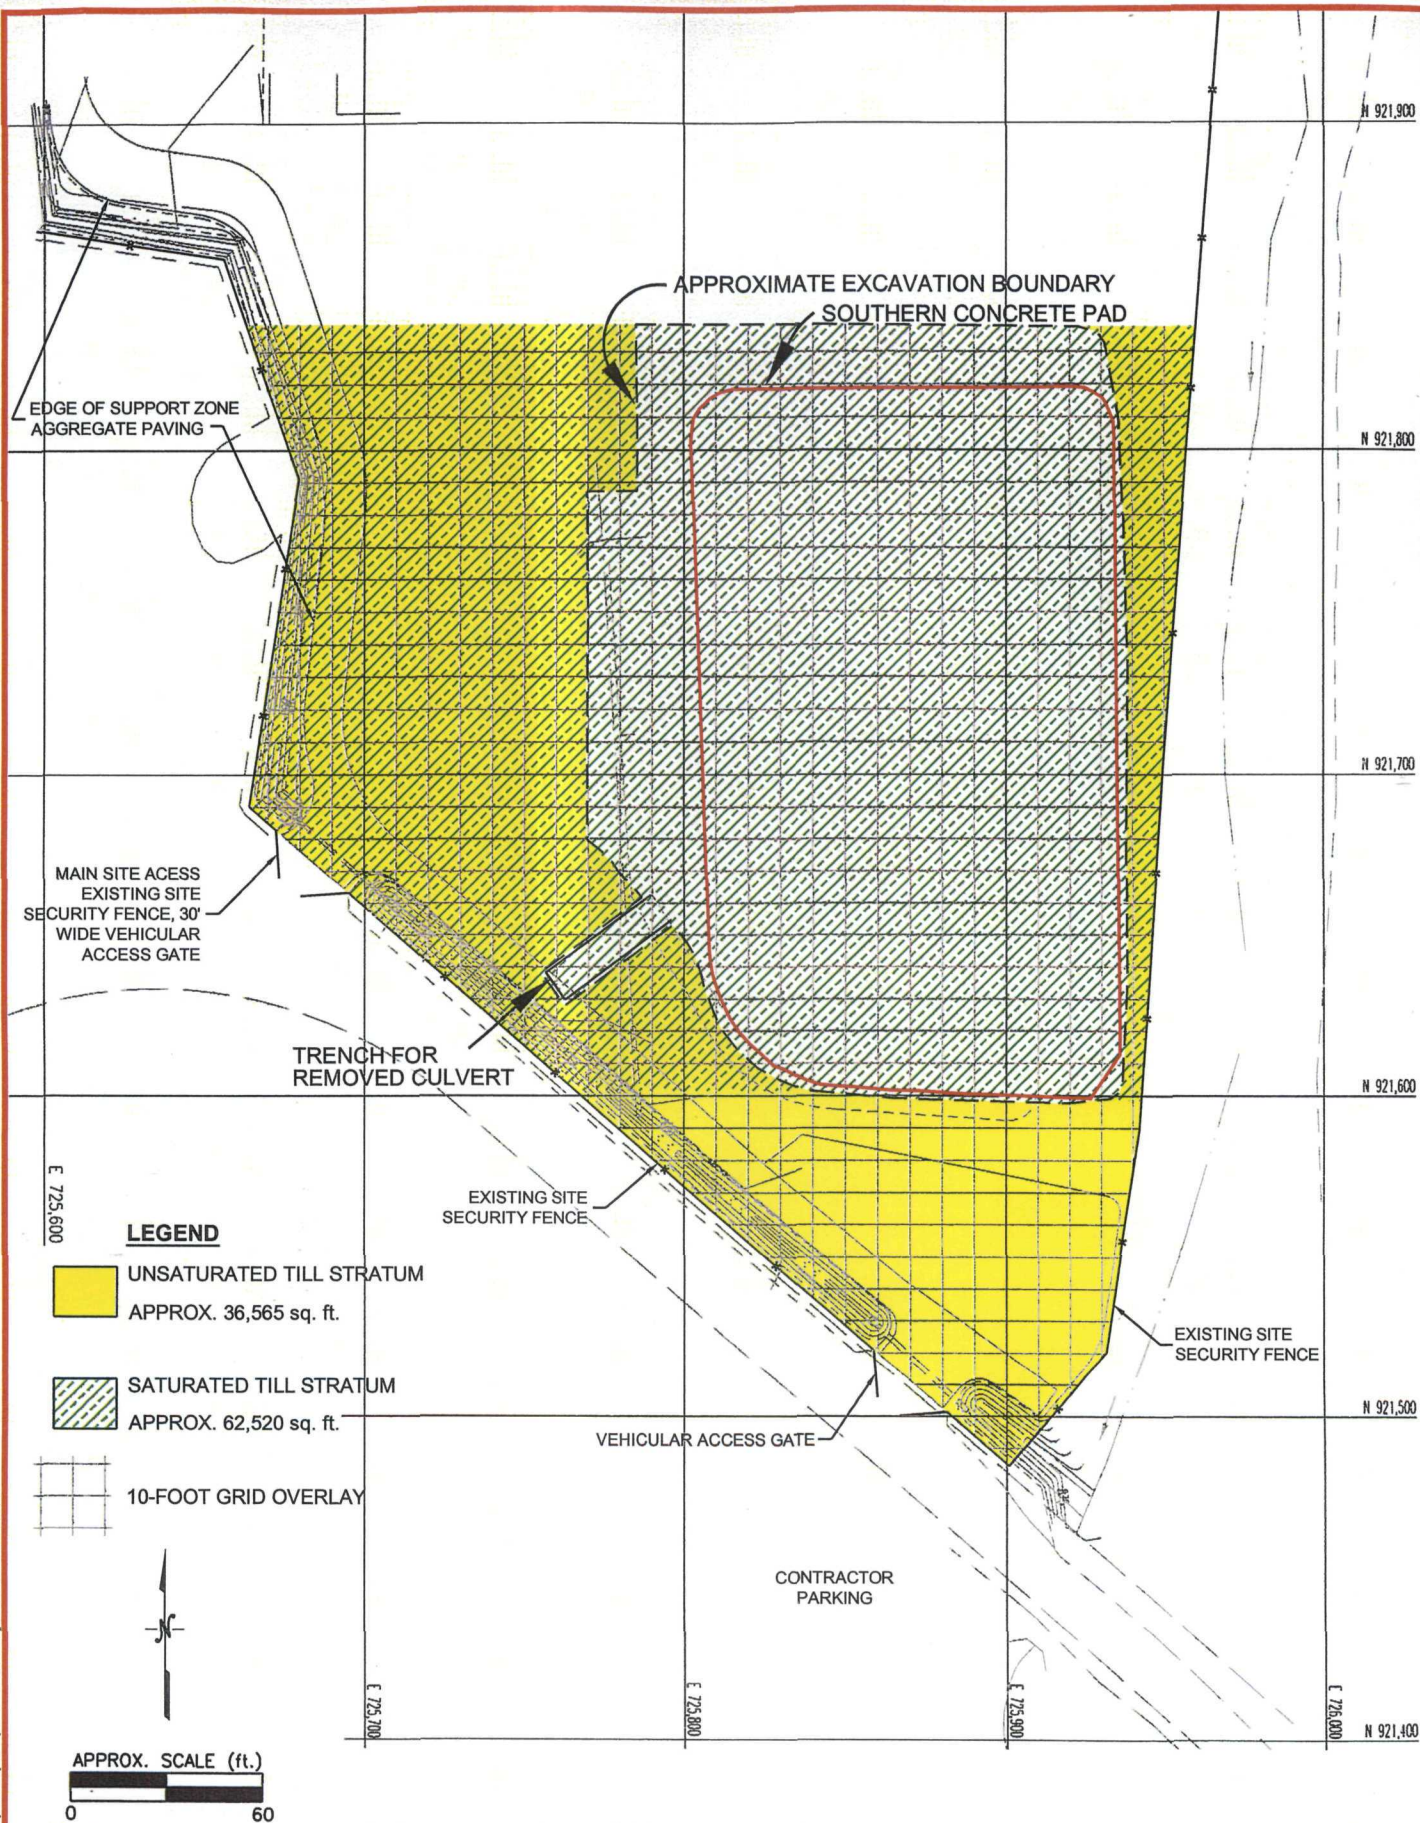 N 921,900
APPROXIMATE EXCAVATION BOUNDARY
SOUTHERN CONCRETE PAD
EDGE OF SUPPORT ZONE
AGGREGATE PAVING
N 921,800
N 921,700
MAIN SITE ACESS
EXISTING SITE
SECURITY FENCE, 30'
WIDE VEHICULAR
ACCESS GATE
TRENCH FOR
REMOVED CULVERT
N 921,600
E 725,600
EXISTING SITE
SECURITY FENCE
LEGEND
UNSATURATED TILL STRATUM
APPROX. 36,565 sq. ft.
EXISTING SITE
SECURITY FENCE
SATURATED TILL STRATUM
APPROX. 62,520 sq. ft.
N 921,500
VEHICULAR ACCESS GATE
10-FOOT GRID OVERLAY
CONTRACTOR
PARKING
N
E 725,700
E 725,800
E 725,900
E 726,000
N 921,400
APPROX. SCALE (ft.)
0 60